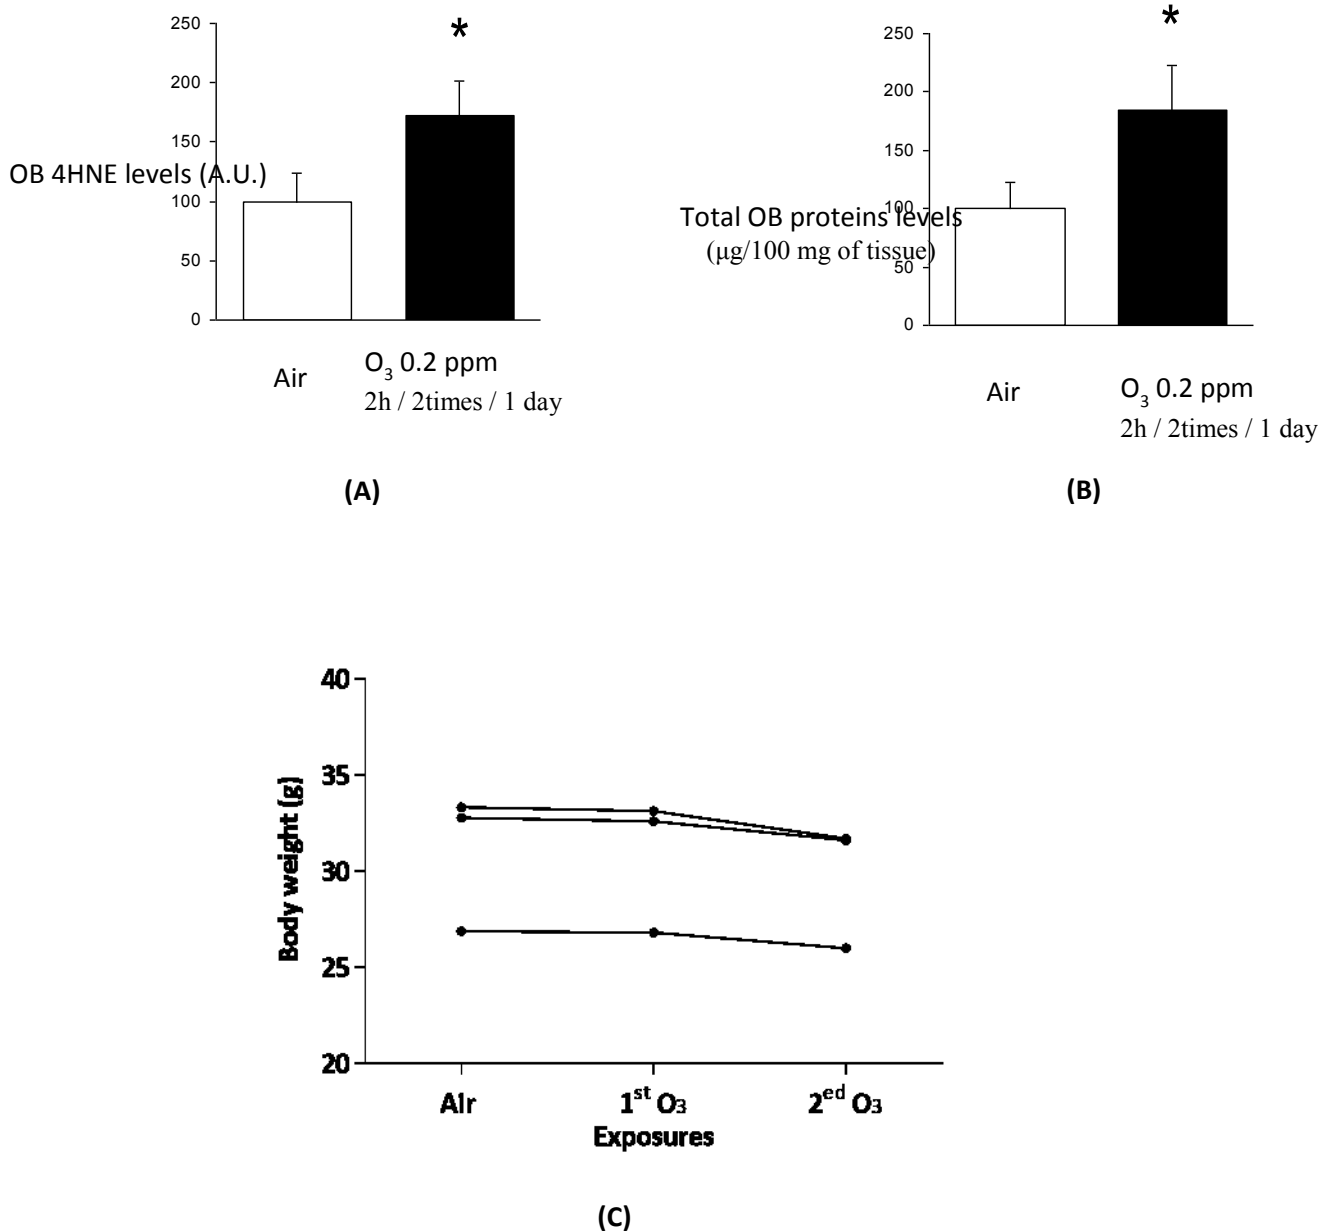 250
200
150
100
50
0
*
OB 4HNE levels (A.U.)
Air
O3 0.2 ppm
2h / 2times / 1 day
(A)
250
200
150
100
50
0
*
Total OB proteins levels
(µg/100 mg of tissue)
Air
O3 0.2 ppm
2h / 2times / 1 day
(B)
40
35
30
25
20
Body weight (g)
Air
1st O3
2ed O3
Exposures
(C)